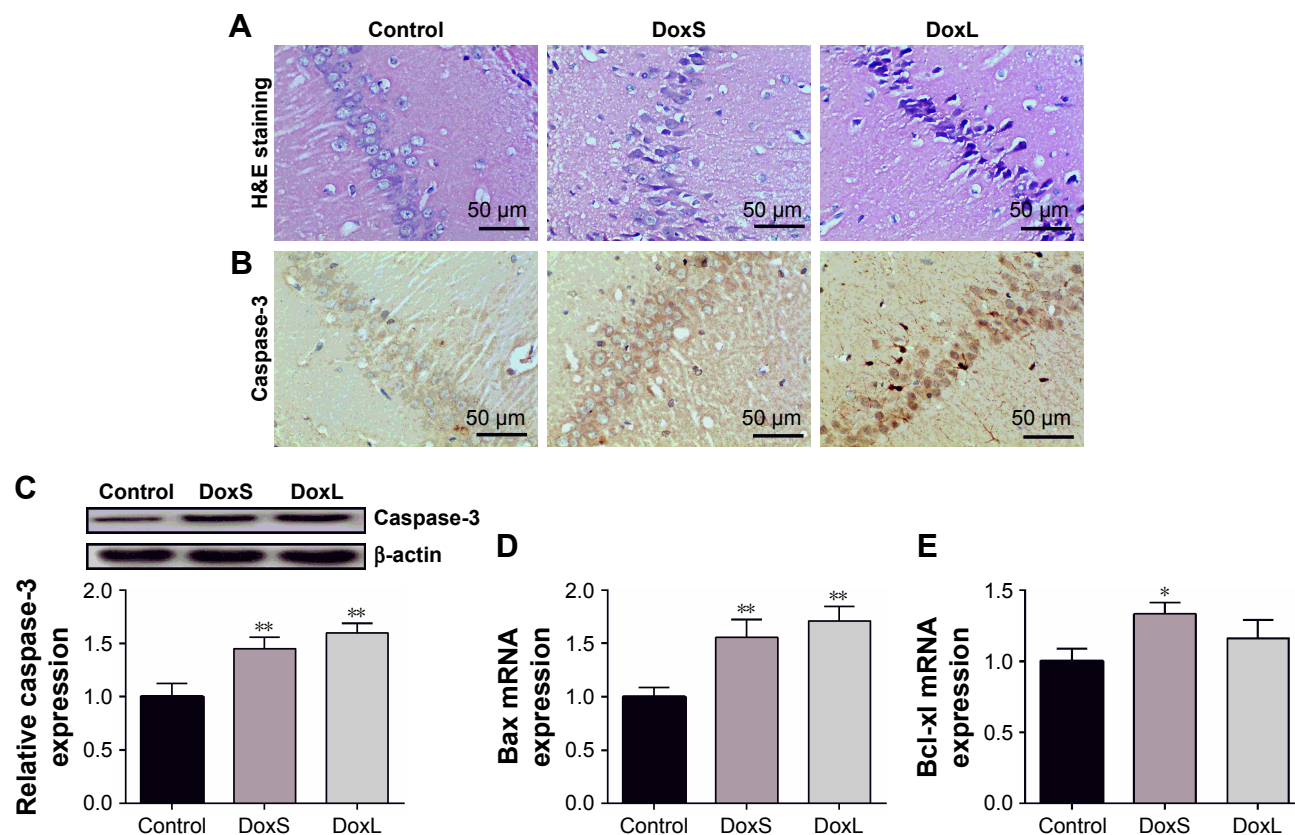 A
Control
DoxS
DoxL
H&E staining
50 µm
50 µm
50 µm
B
Caspase-3
50 µm
50 µm
50 µm
C
Control
DoxS
DoxL
Caspase-3
β-actin
Relative caspase-3
expression
2.0
1.5
1.0
0.5
0.0
**
**
Control
DoxS
DoxL
D
Bax mRNA
expression
2.0
1.5
1.0
0.5
0.0
**
**
Control
DoxS
DoxL
E
Bcl-xl mRNA
expression
1.5
1.0
0.5
0.0
*
Control
DoxS
DoxL